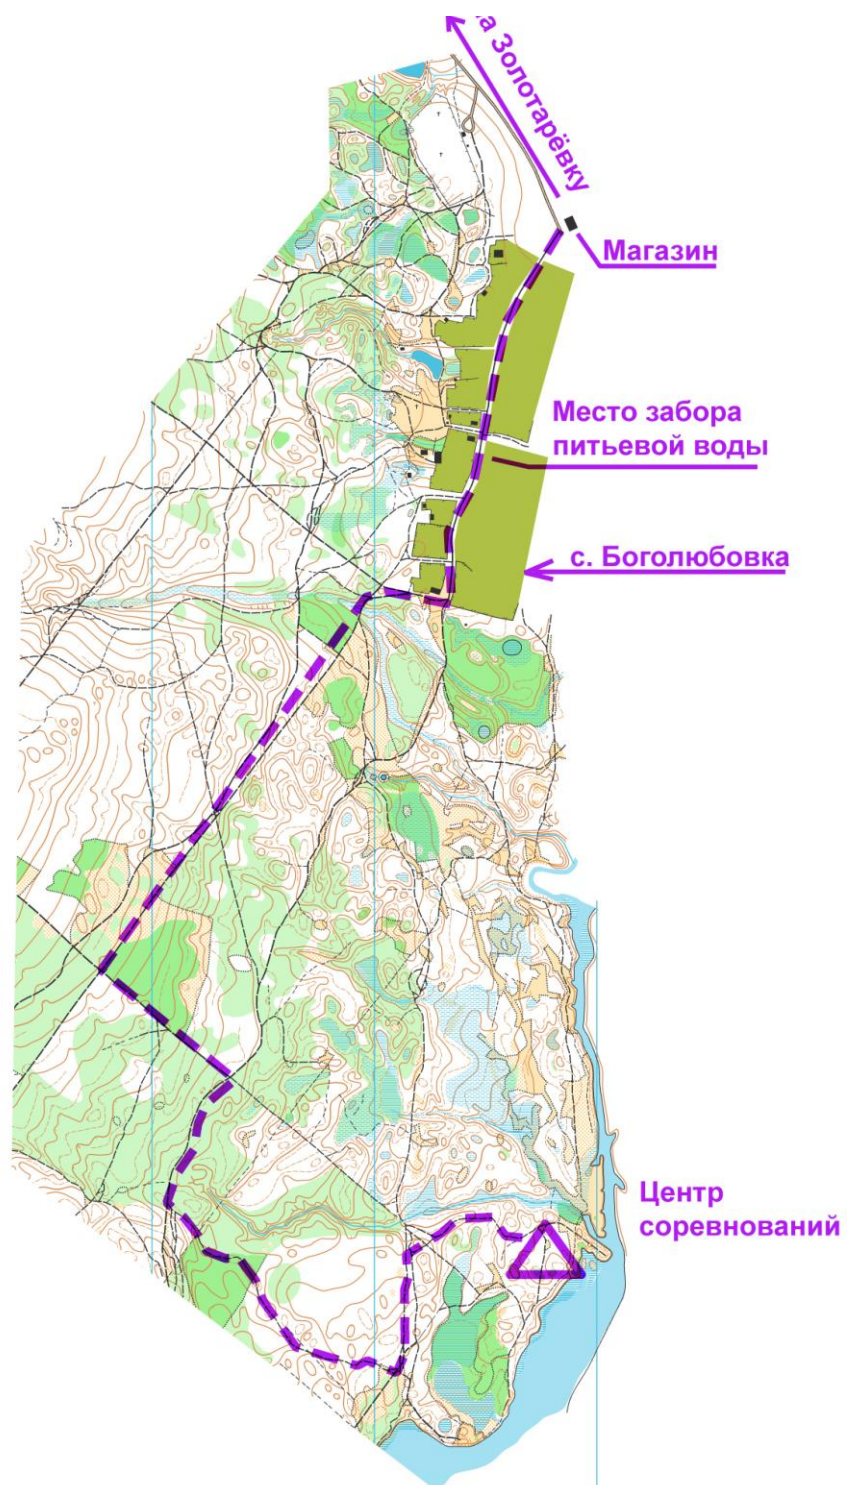 а Золотарёвку
Магазин
Место забора
питьевой воды
с. Боголюбовка
Центр
соревнований